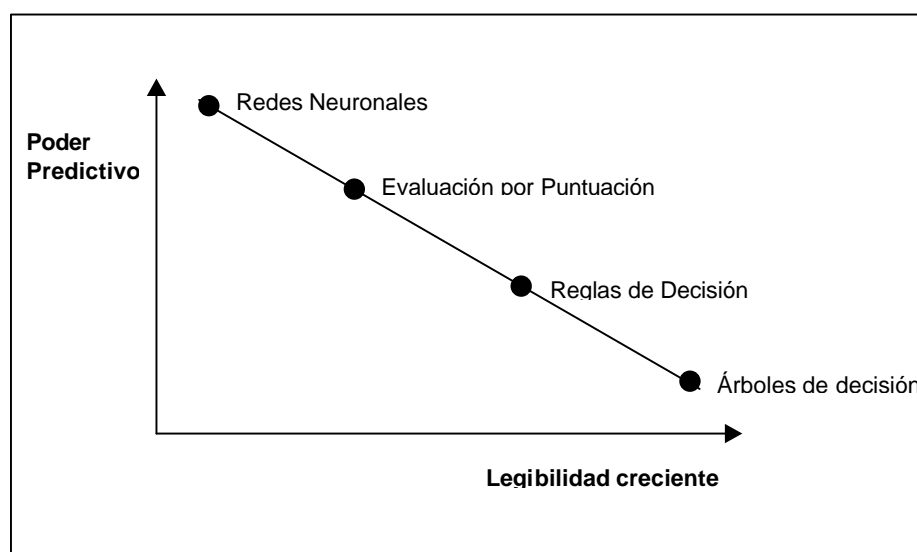 Redes Neuronales
Poder
Predictivo
Evaluación por Puntuación
Reglas de Decisión
Árboles de decisión
Legibilidad creciente